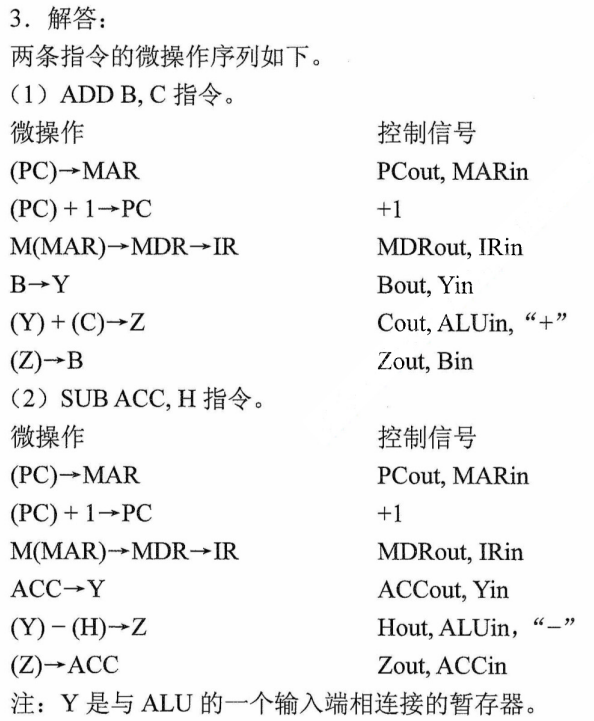 3．解答：
两条指令的微操作序列如下。
（1）ADD B, C 指令。
微操作 控制信号
(PC)→MAR PCout, MARin
(PC) + 1→PC +1
M(MAR)→MDR→IR MDRout, IRin
B→Y Bout, Yin
(Y) + (C)→Z Cout, ALUin,“+”
(Z)→B Zout, Bin
（2）SUB ACC, H 指令。
微操作 控制信号
(PC)→MAR PCout, MARin
(PC) + 1→PC +1
M(MAR)→MDR→IR MDRout, IRin
ACC→Y ACCout, Yin
(Y) − (H)→Z Hout, ALUin，“−”
(Z)→ACC Zout, ACCin
注：Y 是与 ALU 的一个输入端相连接的暂存器。